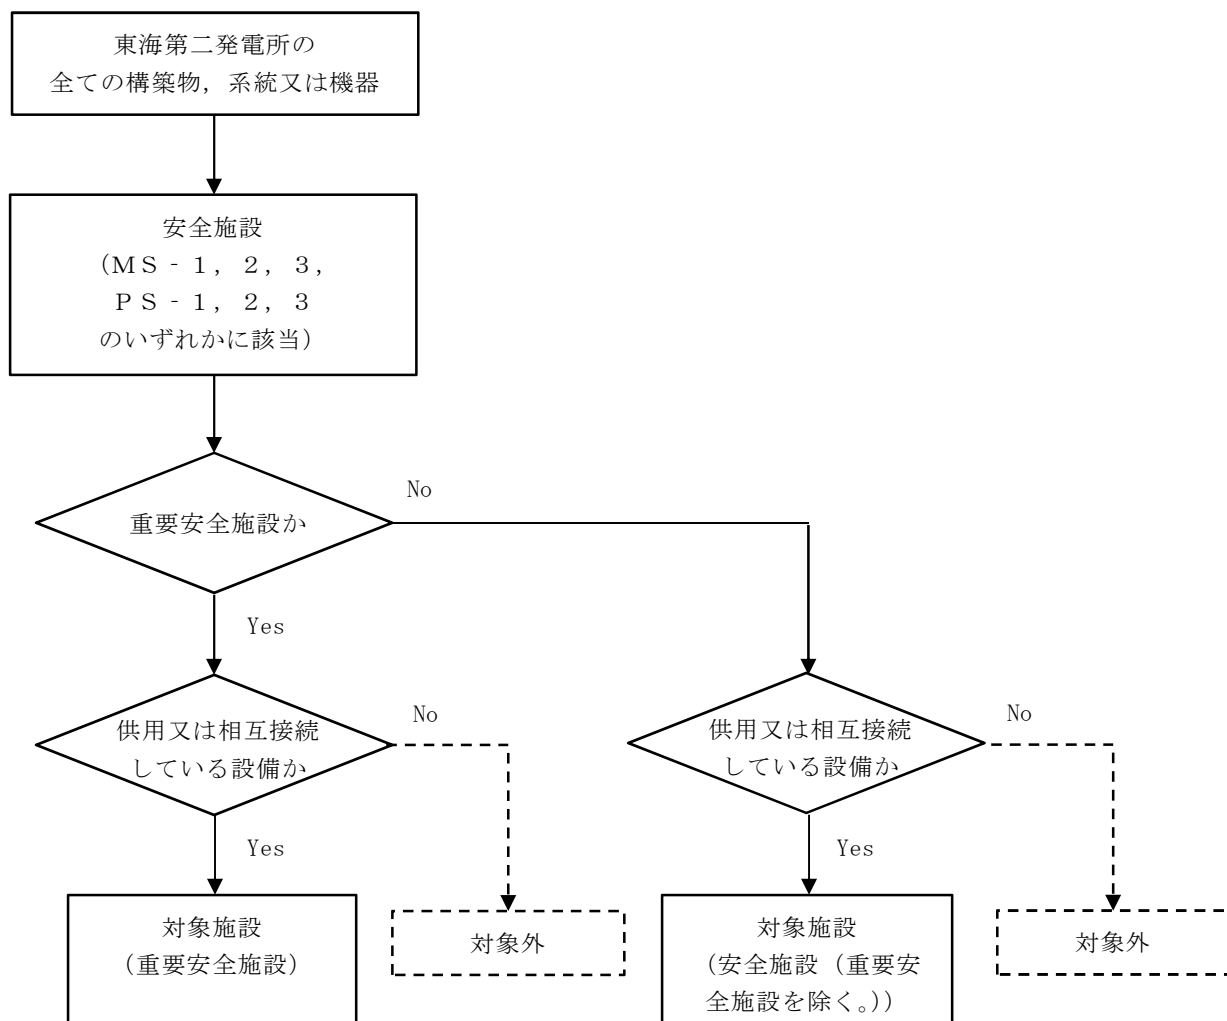 東海第二発電所の
全ての構築物，系統又は機器
安全施設
（ＭＳ‐１，２，３，
ＰＳ‐１，２，３
のいずれかに該当）
重要安全施設か
No
Yes
供用又は相互接続
している設備か
No
供用又は相互接続
している設備か
No
Yes
Yes
対象施設
（重要安全施設）
対象外
対象施設
（安全施設（重要安
全施設を除く。））
対象外